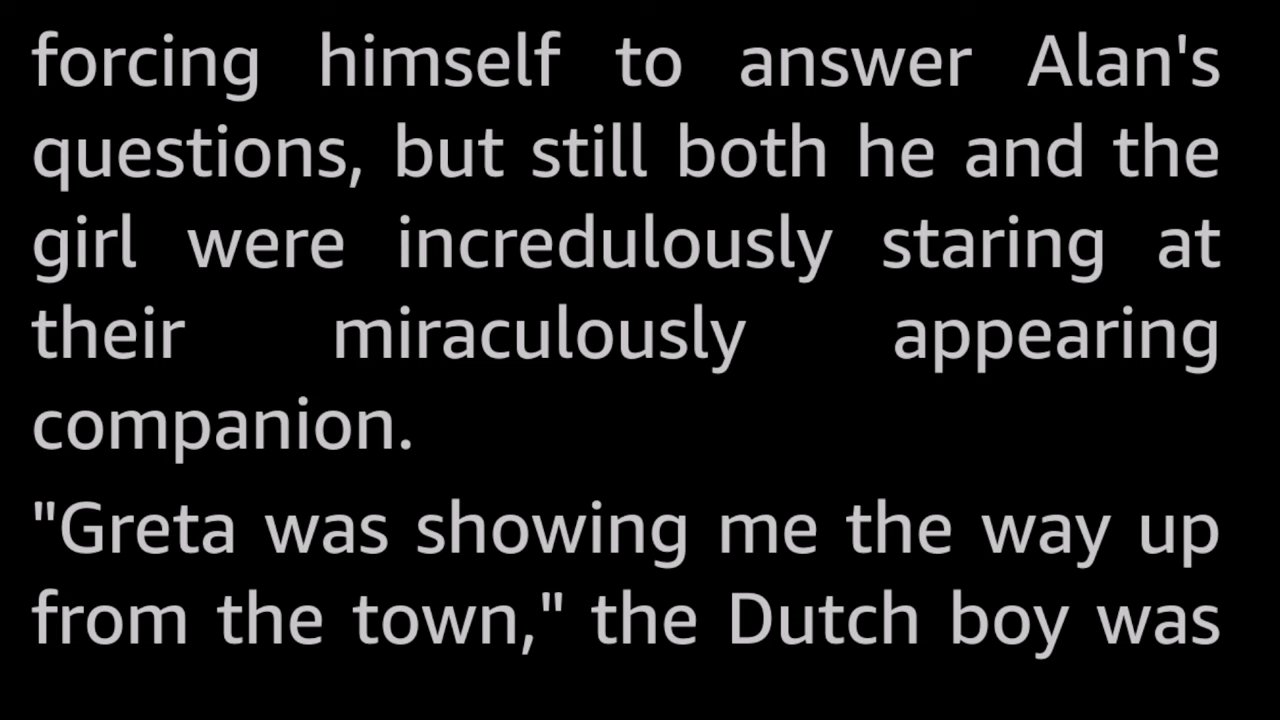 forcing himself to answer Alan's
questions, but still both he and the
girl were incredulously staring at
their miraculously appearing
companion.
"Greta was showing me the way up
from the town," the Dutch boy was